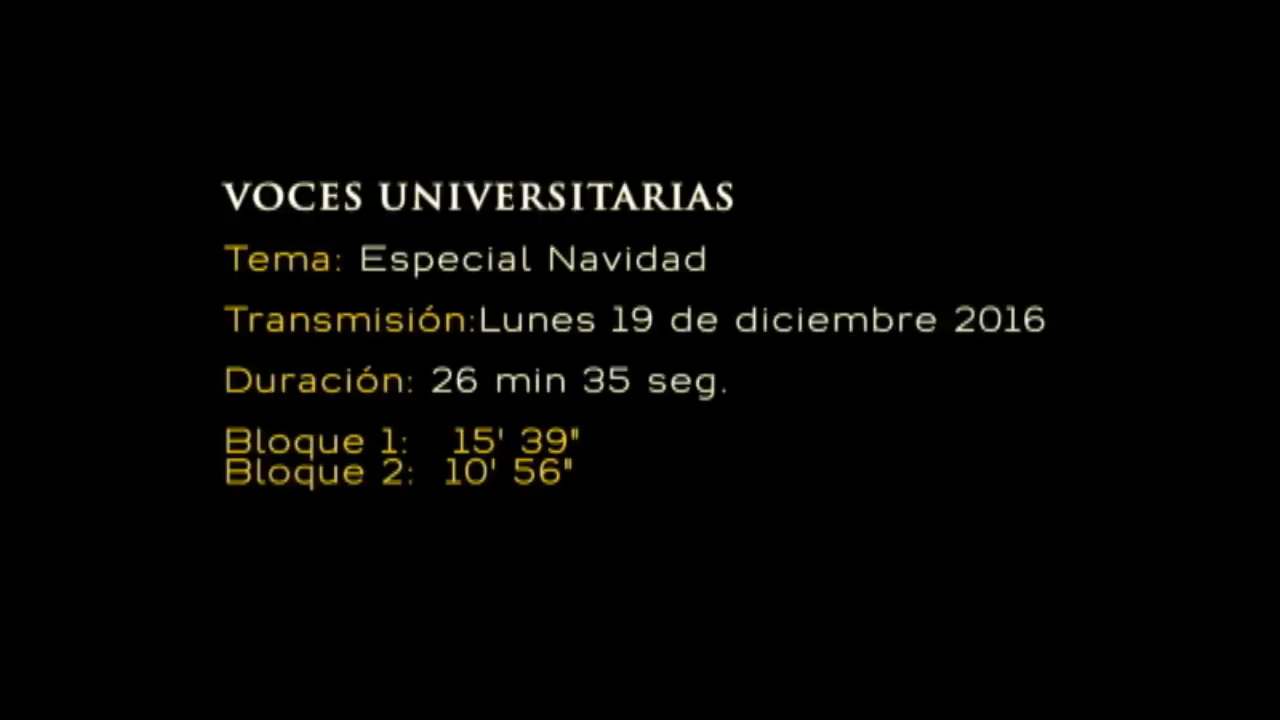 VOCES UNIVERSITARIAS
Tema: Especial Navidad
Transmisión:Lunes 19 de diciembre 2016
Duración: 26 min 35 seg.
Bloque 1: 15' 39"
Bloque 2: 10' 56"